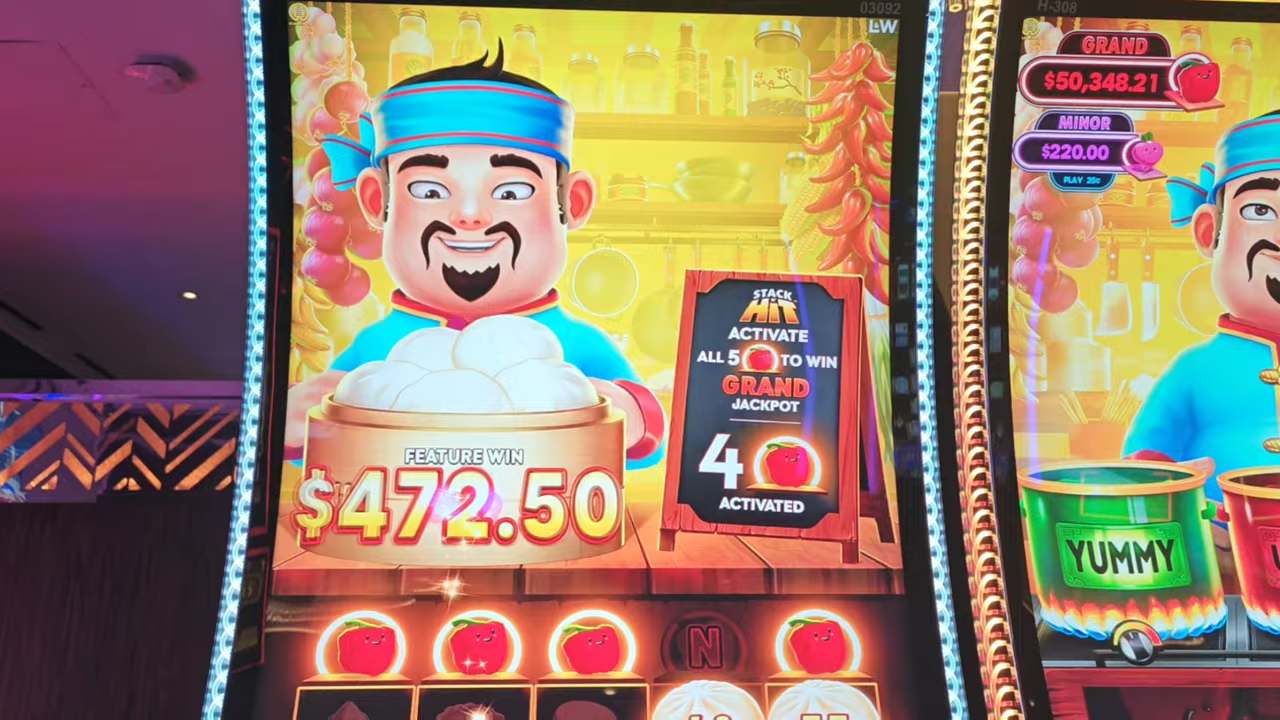 03092
L&W
STACK
HiT
ACTIVATE
ALL 5 TO WIN
GRAND
JACKPOT
4
ACTIVATED
FEATURE WIN
$472.50
N
H-308
GRAND
$50,348.21
MINOR
$220.00
PLAY 25¢
YUMMY